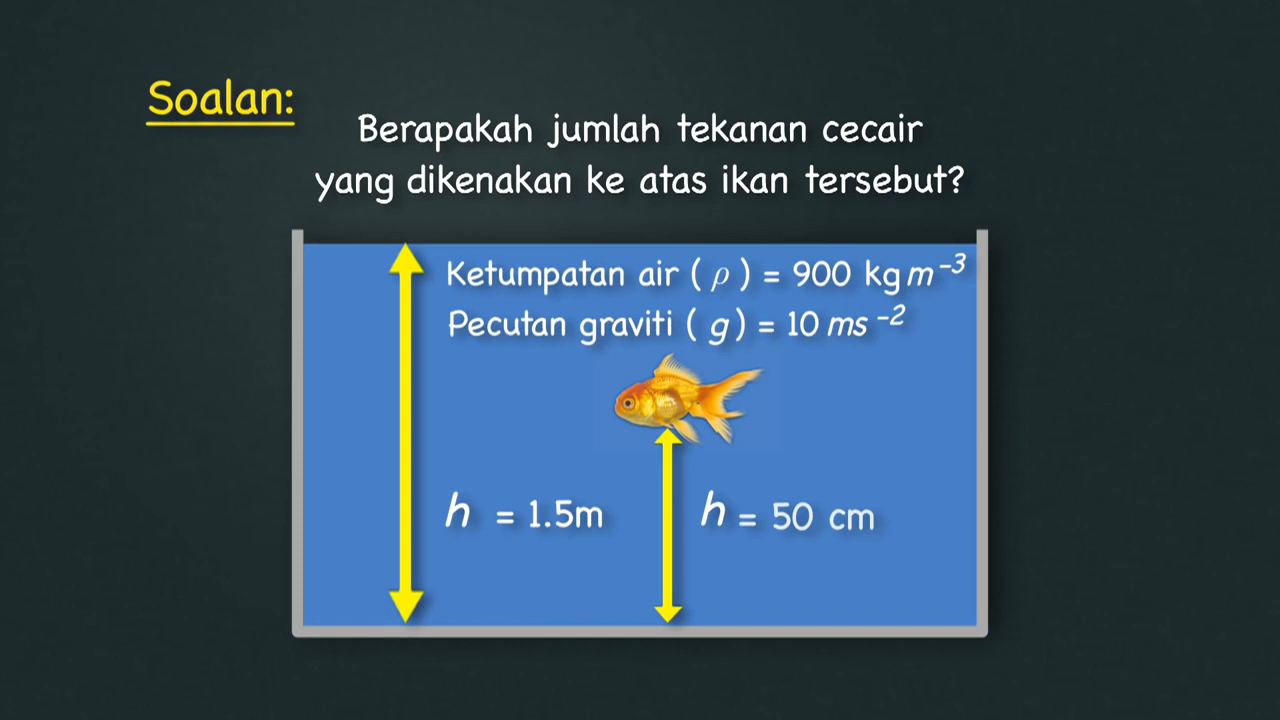 Soalan:
Berapakah jumlah tekanan cecair
yang dikenakan ke atas ikan tersebut?
Ketumpatan air ( ρ ) = 900 kg m⁻³
Pecutan graviti ( g ) = 10 ms⁻²
h = 1.5m
h = 50 cm